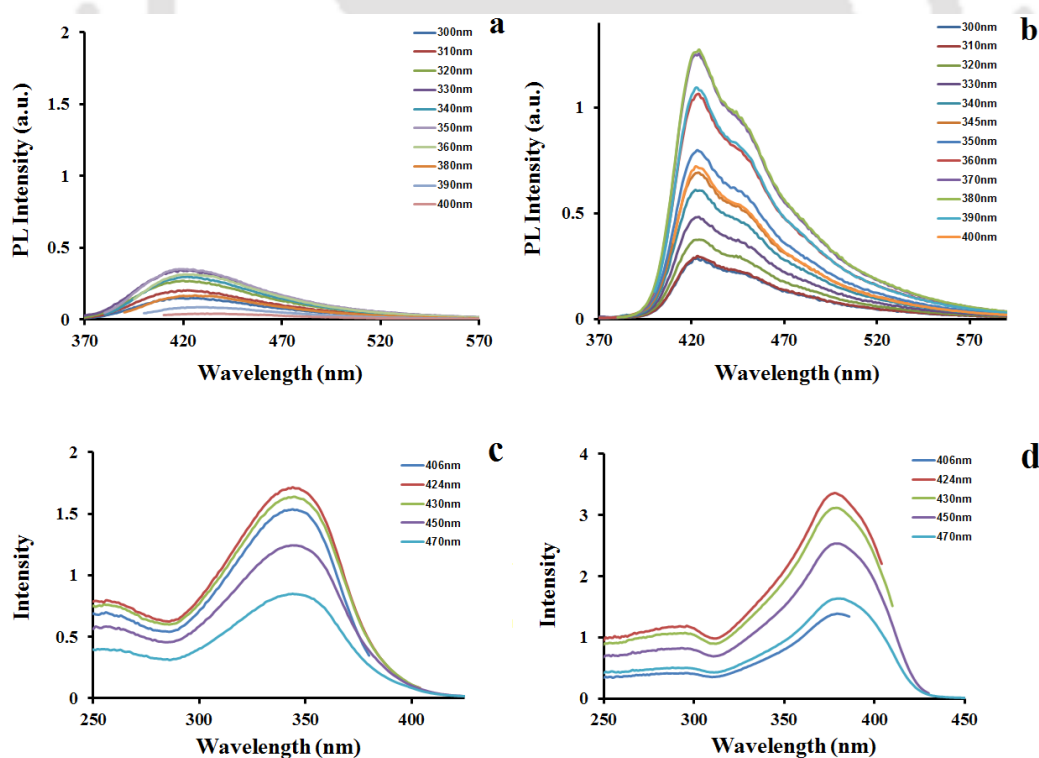 a
PL Intensity (a.u.)
2
1.5
1
0.5
0
370 420 470 520 570
Wavelength (nm)
300nm
310nm
320nm
330nm
340nm
350nm
360nm
380nm
390nm
400nm
b
PL Intensity (a.u.)
1
0.5
0
370 420 470 520 570
Wavelength (nm)
300nm
310nm
320nm
330nm
340nm
345nm
350nm
360nm
370nm
380nm
390nm
400nm
c
Intensity
2
1.5
1
0.5
0
250 300 350 400
Wavelength (nm)
406nm
424nm
430nm
450nm
470nm
d
Intensity
4
3
2
1
0
250 300 350 400 450
Wavelength (nm)
406nm
424nm
430nm
450nm
470nm